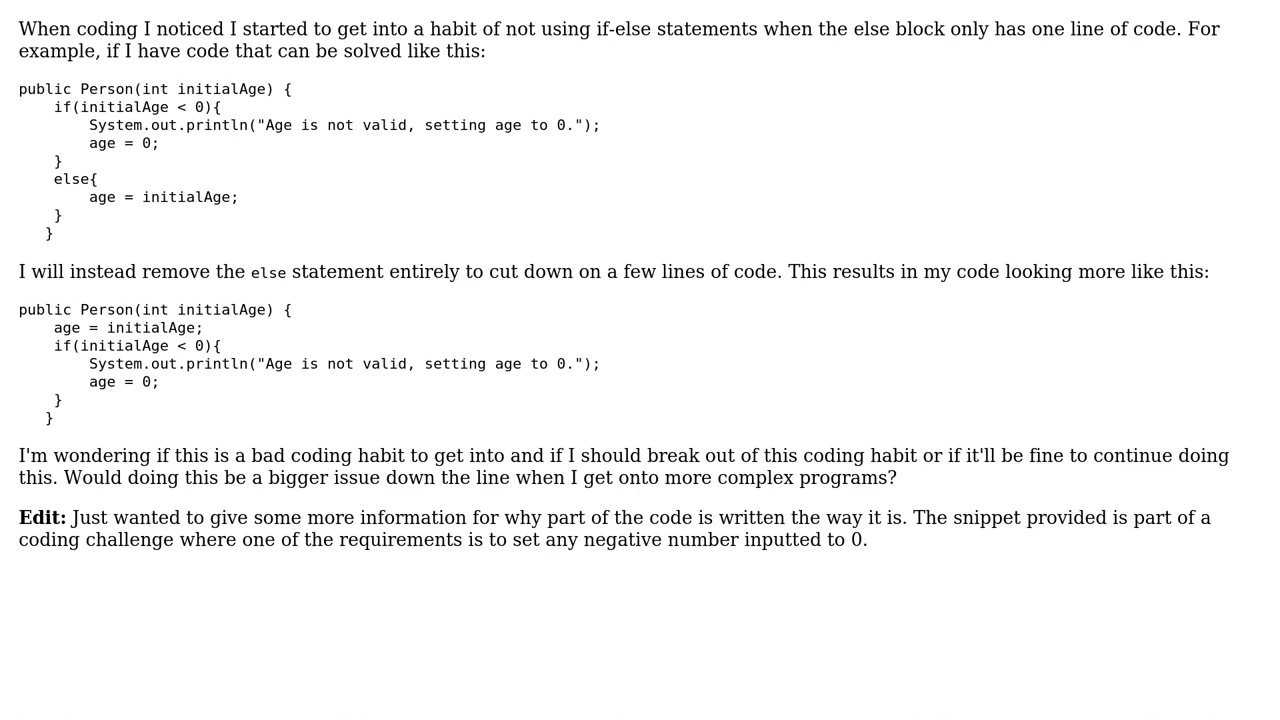 When coding I noticed I started to get into a habit of not using if-else statements when the else block only has one line of code. For
example, if I have code that can be solved like this:
public Person(int initialAge) {
    if(initialAge < 0){
        System.out.println("Age is not valid, setting age to 0.");
        age = 0;
    }
    else{
        age = initialAge;
    }
   }
I will instead remove the else statement entirely to cut down on a few lines of code. This results in my code looking more like this:
public Person(int initialAge) {
    age = initialAge;
    if(initialAge < 0){
        System.out.println("Age is not valid, setting age to 0.");
        age = 0;
    }
   }
I'm wondering if this is a bad coding habit to get into and if I should break out of this coding habit or if it'll be fine to continue doing
this. Would doing this be a bigger issue down the line when I get onto more complex programs?
Edit: Just wanted to give some more information for why part of the code is written the way it is. The snippet provided is part of a
coding challenge where one of the requirements is to set any negative number inputted to 0.